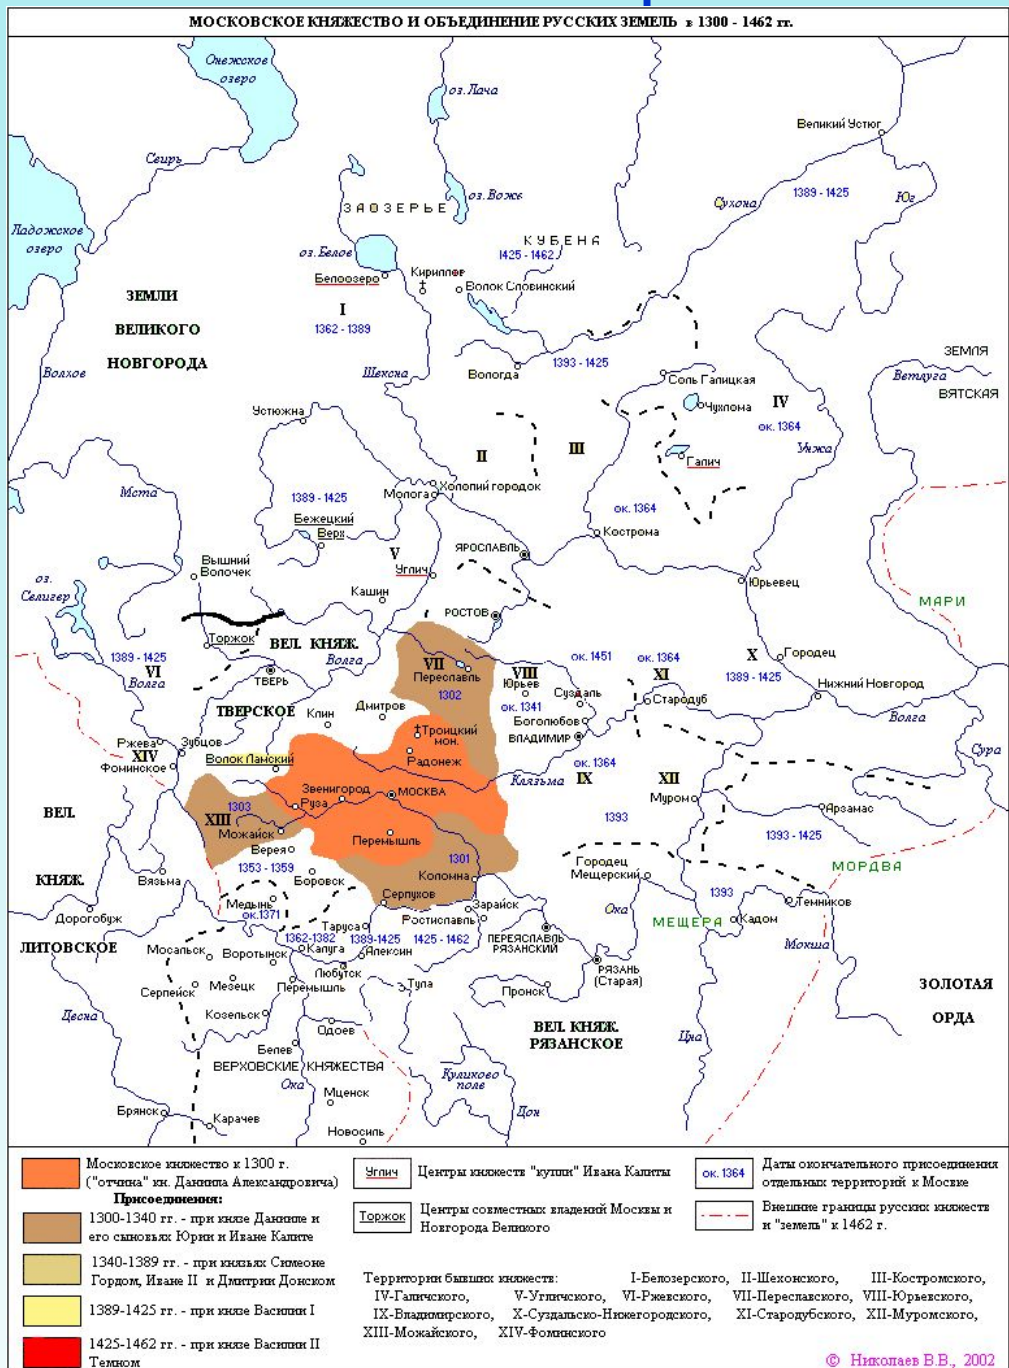 МОСКОВСКОЕ КНЯЖЕСТВО И ОБЪЕДИНЕНИЕ РУССКИХ ЗЕМЕЛЬ в 1300 - 1462 гг.
Онежское
озеро
оз. Лача
Великий Устюг
Свирь
Ладожское
озеро
ЗАОЗЕРЬЕ
оз. Воже
Сухона
1389 - 1425
Юг
КУБЕНА
1425 - 1462
оз. Белое
Белоозеро
Кириллов
Волок Словинский
I
1362 - 1389
ЗЕМЛИ
ВЕЛИКОГО
НОВГОРОДА
Волхов
Шексна
Вологда
1393 - 1425
Соль Галицкая
Чухлома
IV
ок. 1364
ЗЕМЛЯ
ВЯТСКАЯ
Ветлуга
Устюжна
II
III
Галич
Унжа
Мста
1389 - 1425
Молога
Холопий городок
ок. 1364
Бежецкий
Верх
Кострома
Вышний
Волочек
V
Углич
ЯРОСЛАВЛЬ
Юрьевец
оз.
Селигер
Кашин
РОСТОВ
МАРИ
Торжок
ВЕЛ. КНЯЖ.
Волга
1389 - 1425
VI
Волга
ТВЕРЬ
VII
Переславль
1302
VIII
Юрьев
ок. 1341
ок. 1451
Суздаль
ок. 1364
XI
Стародуб
X
1389 - 1425
Городец
Нижний Новгород
Волга
ТВЕРСКОЕ
Клин
Дмитров
Боголюбов
ВЛАДИМИР
Троицкий
мон.
Радонеж
Ржева
Зубцов
XIV
Фоминское
Волок Ламский
Клязьма
ок. 1364
IX
XII
Сура
ВЕЛ.
1303
XIII
Можайск
Звенигород
Руза
МОСКВА
Муром
1393
Арзамас
1393 - 1425
Перемышль
Верея
1353 - 1359
1301
Коломна
Городец
Мещерский
МОРДВА
КНЯЖ.
Вязьма
Боровск
Серпухов
1393
Темников
Дорогобуж
Медынь
ок.1371
Таруса
Зарайск
Ростиславль
Ока
МЕЩЕРА
Кадом
Мокша
ЛИТОВСКОЕ
1362-1382
Калуга
1389-1425
Алексин
1425 - 1462
ПЕРЕЯСЛАВЛЬ
РЯЗАНСКИЙ
Мосальск
Воротынск
Любутск
РЯЗАНЬ
(Старая)
Серпейск
Мезецк
Перемышль
Тула
Пронск
ЗОЛОТАЯ
ОРДА
Десна
Козельск
Одоев
ВЕЛ. КНЯЖ.
РЯЗАНСКОЕ
Цна
Белев
ВЕРХОВСКИЕ КНЯЖЕСТВА
Ока
Куликово
поле
Мценск
Дон
Брянск
Карачев
Новосиль
Московское княжество к 1300 г.
("отчина" кн. Даниила Александровича)
Присоединения:
1300-1340 гг. - при князе Данииле и
его сыновьях Юрии и Иване Калите
1340-1389 гг. - при князьях Симеоне
Гордом, Иване II и Дмитрии Донском
1389-1425 гг. - при князе Василии I
1425-1462 гг. - при князе Василии II
Темном
Углич
Центры княжеств "купли" Ивана Калиты
Торжок
Центры совместных владений Москвы и
Новгорода Великого
ок. 1364
Даты окончательного присоединения
отдельных территорий к Москве
Внешние границы русских княжеств
и "земель" к 1462 г.
Территории бывших княжеств: I-Белозерского, II-Шехонского, III-Костромского,
IV-Галичского, V-Угличского, VI-Ржевского, VII-Переславского, VIII-Юрьевского,
IX-Владимирского, X-Суздальско-Нижегородского, XI-Стародубского, XII-Муромского,
XIII-Можайского, XIV-Фоминского
© Николаев В.В., 2002